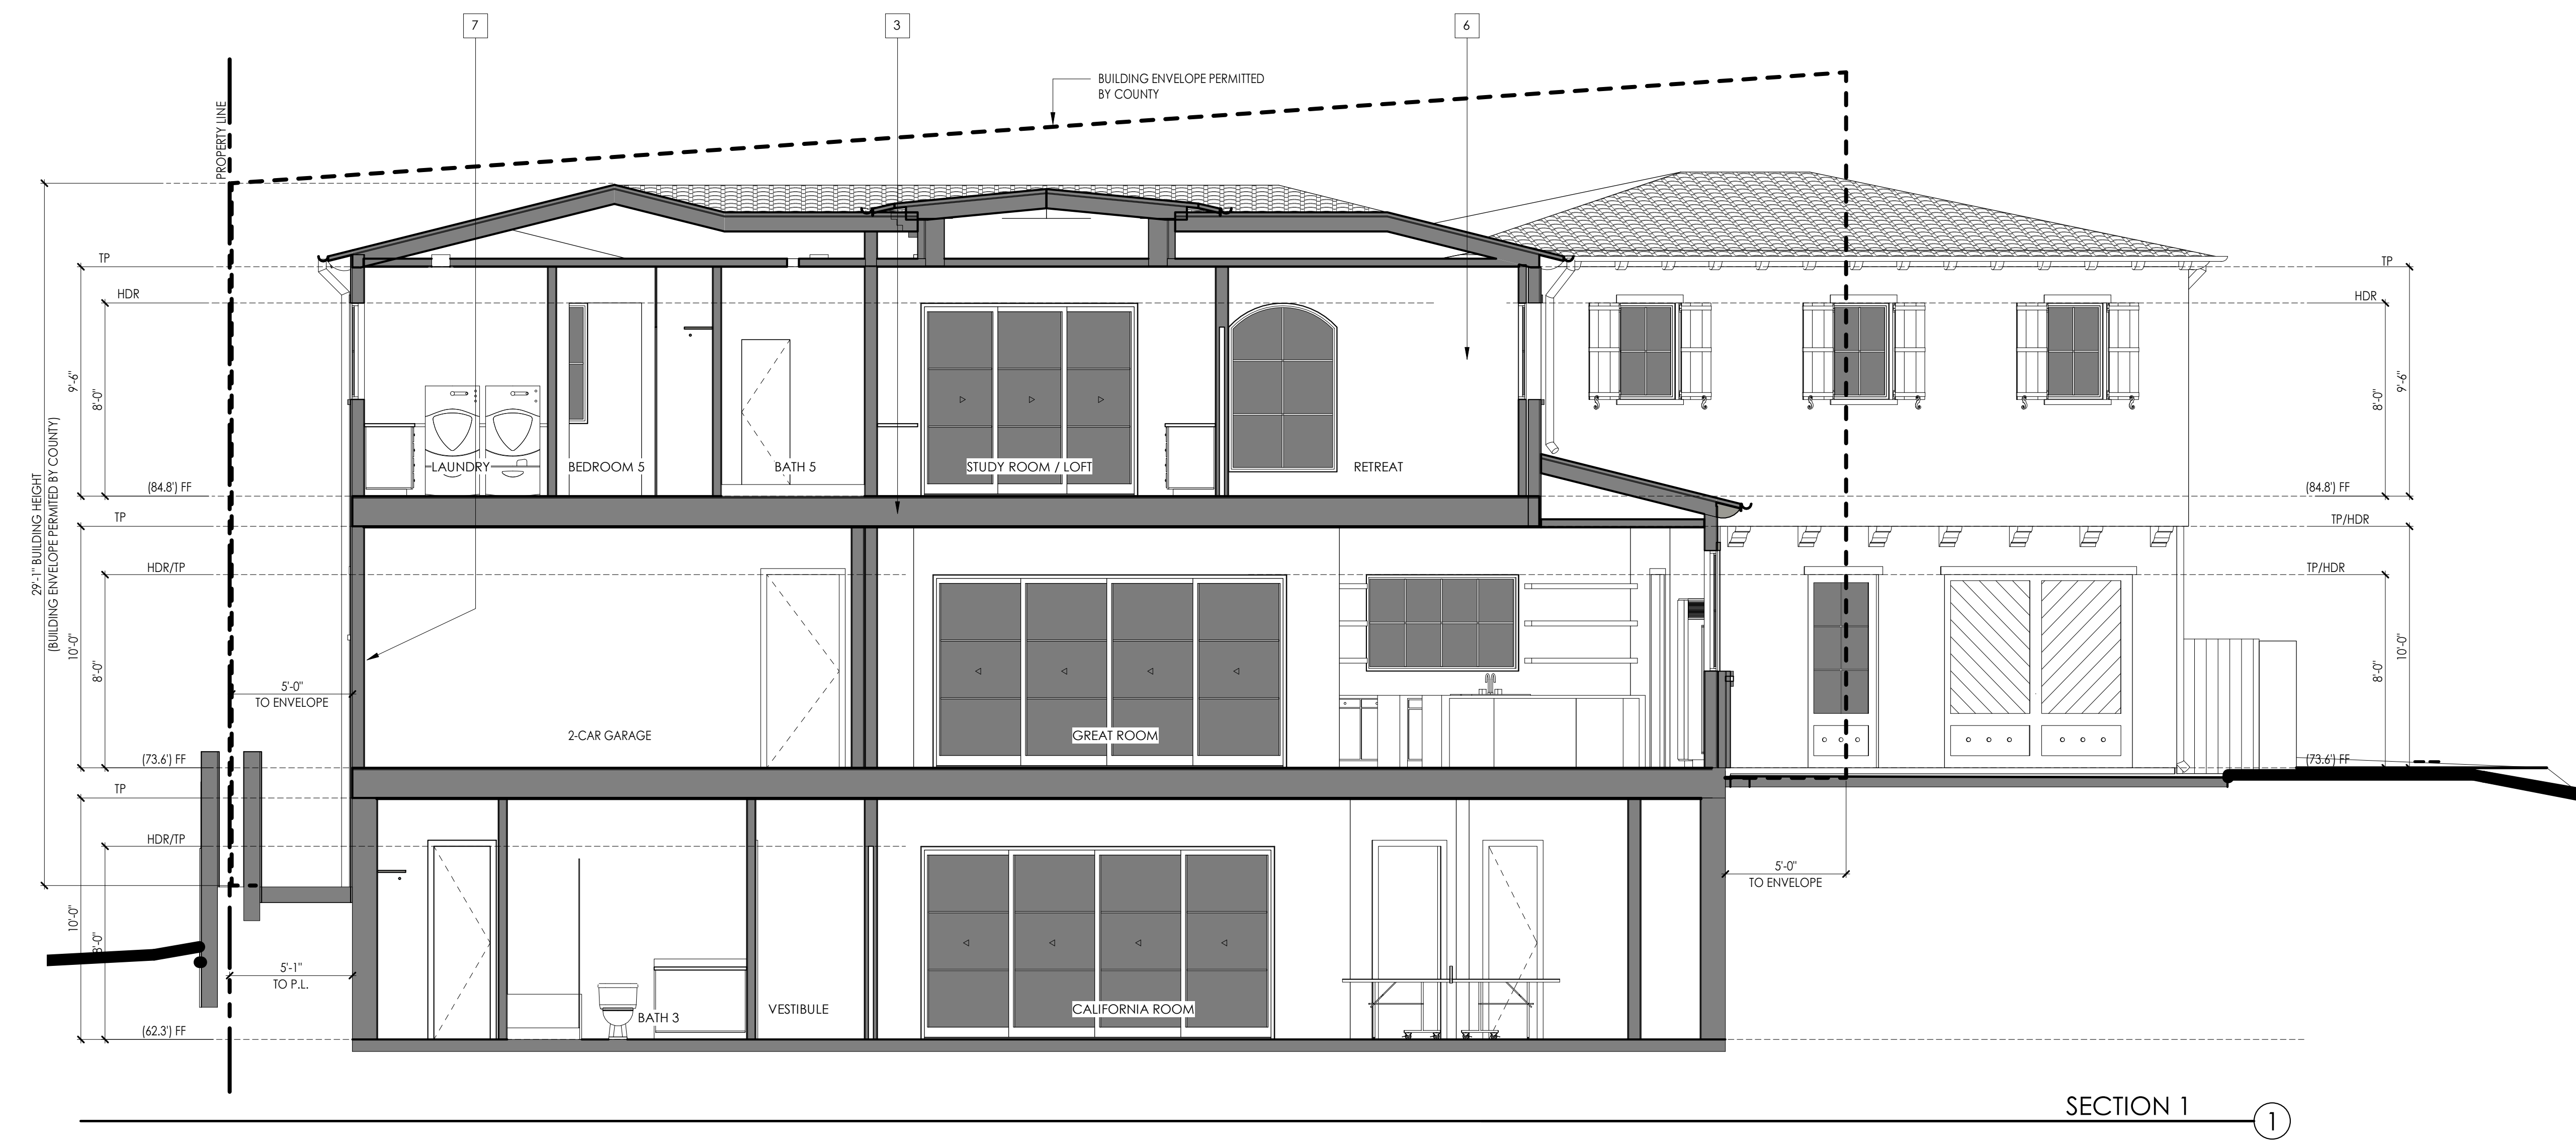 7
3
6
BUILDING ENVELOPE PERMITTED
BY COUNTY
PROPERTY LINE
TP
TP
HDR
HDR
9'-6"
8'-0"
8'-0"
9'-6"
29'-1" BUILDING HEIGHT
(BUILDING ENVELOPE PERMITTED BY COUNTY)
LAUNDRY
BEDROOM 5
BATH 5
STUDY ROOM / LOFT
RETREAT
(84.8') FF
(84.8') FF
TP
TP/HDR
HDR/TP
TP/HDR
10'-0"
8'-0"
8'-0"
10'-0"
5'-0"
TO ENVELOPE
2-CAR GARAGE
GREAT ROOM
(73.6') FF
(73.6') FF
TP
HDR/TP
5'-0"
TO ENVELOPE
10'-0"
8'-0"
5'-1"
TO P.L.
BATH 3
VESTIBULE
CALIFORNIA ROOM
(62.3') FF
SECTION 1
1